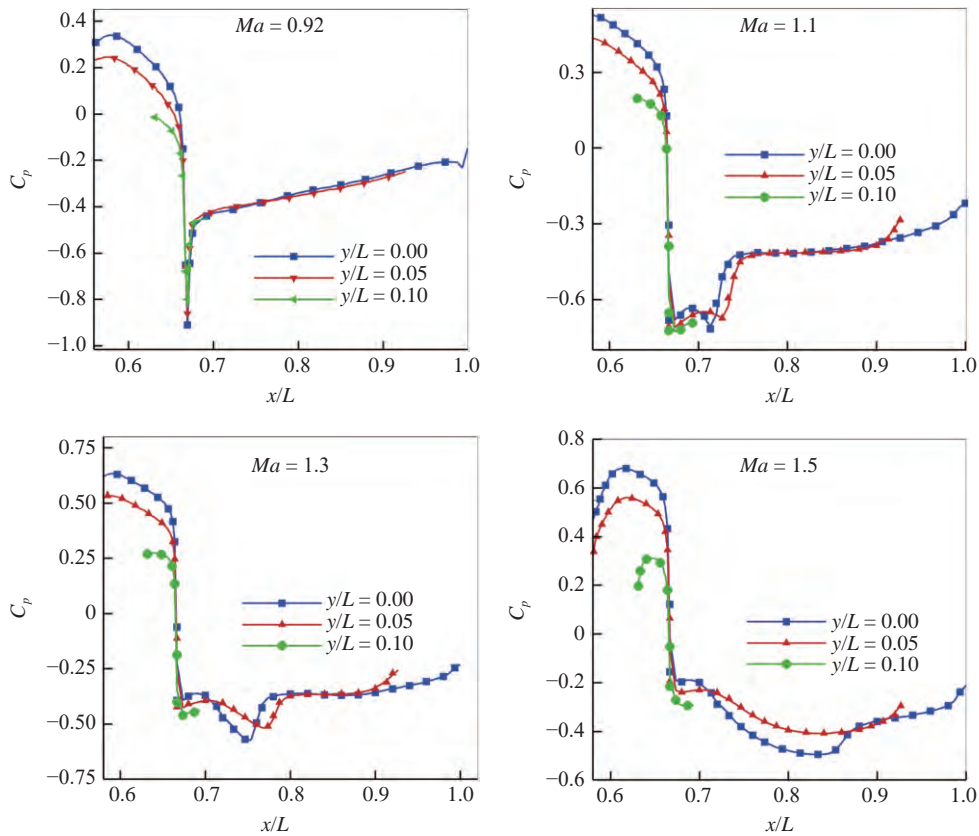 Ma = 0.92
0.4
0.2
0
−0.2
−0.4
−0.6
−0.8
−1.0
C_p
y/L = 0.00
y/L = 0.05
y/L = 0.10
0.6 0.7 0.8 0.9 1.0
x/L
Ma = 1.1
0.3
0
−0.3
−0.6
C_p
y/L = 0.00
y/L = 0.05
y/L = 0.10
0.6 0.7 0.8 0.9 1.0
x/L
Ma = 1.3
0.75
0.50
0.25
0
−0.25
−0.50
−0.75
C_p
y/L = 0.00
y/L = 0.05
y/L = 0.10
0.6 0.7 0.8 0.9 1.0
x/L
Ma = 1.5
0.8
0.6
0.4
0.2
0
−0.2
−0.4
−0.6
C_p
y/L = 0.00
y/L = 0.05
y/L = 0.10
0.6 0.7 0.8 0.9 1.0
x/L